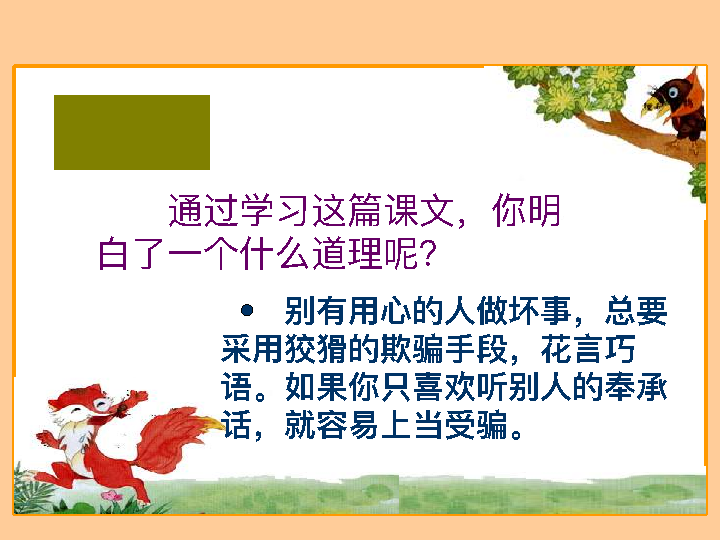 通过学习这篇课文，你明
白了一个什么道理呢？
• 别有用心的人做坏事，总要
采用狡猾的欺骗手段，花言巧
语。如果你只喜欢听别人的奉承
话，就容易上当受骗。